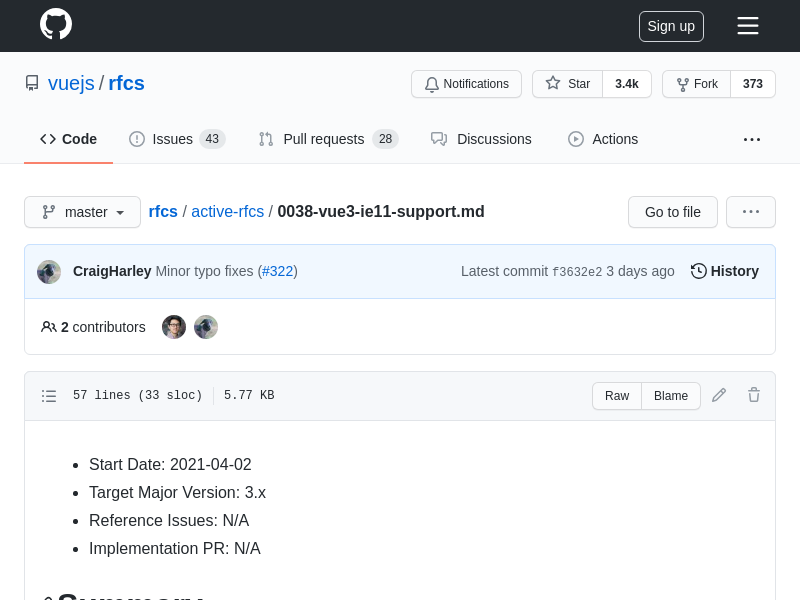 Sign up
vuejs / rfcs
Notifications
Star 3.4k
Fork 373
Code
Issues 43
Pull requests 28
Discussions
Actions
master
rfcs / active-rfcs / 0038-vue3-ie11-support.md
Go to file
CraigHarley Minor typo fixes (#322)
Latest commit f3632e2 3 days ago
History
2 contributors
57 lines (33 sloc) 5.77 KB
Raw
Blame
Start Date: 2021-04-02
Target Major Version: 3.x
Reference Issues: N/A
Implementation PR: N/A